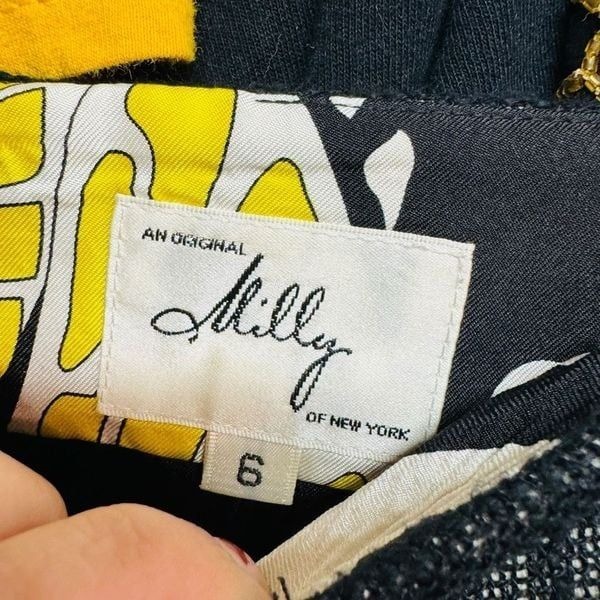 AN ORIGINAL
Milly
OF NEW YORK
6